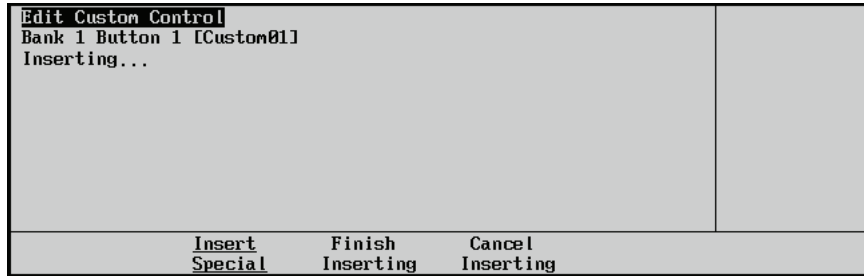 Edit Custom Control
Bank 1 Button 1 [Custom01]
Inserting...
Insert Finish Cancel
Special Inserting Inserting